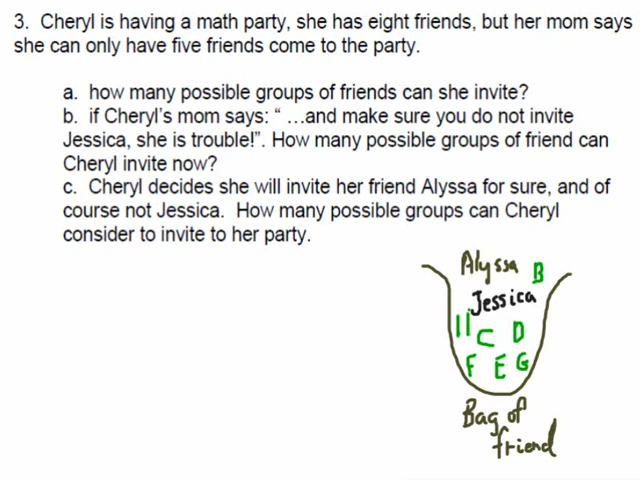 3. Cheryl is having a math party, she has eight friends, but her mom says
she can only have five friends come to the party.
a. how many possible groups of friends can she invite?
b. if Cheryl's mom says: “ …and make sure you do not invite
Jessica, she is trouble!”. How many possible groups of friend can
Cheryl invite now?
c. Cheryl decides she will invite her friend Alyssa for sure, and of
course not Jessica. How many possible groups can Cheryl
consider to invite to her party.
Alyssa B
Jessica
C D
F E G
Bag of
friend